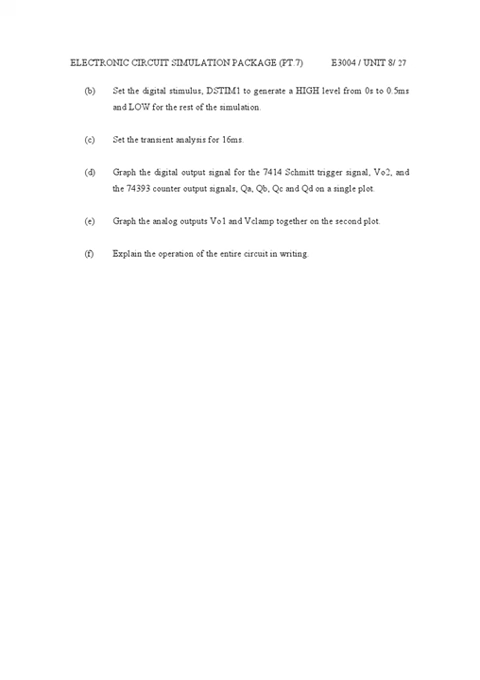 ELECTRONIC CIRCUIT SIMULATION PACKAGE (PT.7) E3004 / UNIT 8/ 27
(b) Set the digital stimulus, DSTIM1 to generate a HIGH level from 0s to 0.5ms
and LOW for the rest of the simulation.
(c) Set the transient analysis for 16ms.
(d) Graph the digital output signal for the 7414 Schmitt trigger signal, Vo2, and
the 74393 counter output signals, Qa, Qb, Qc and Qd on a single plot.
(e) Graph the analog outputs Vo1 and Vclamp together on the second plot.
(f) Explain the operation of the entire circuit in writing.